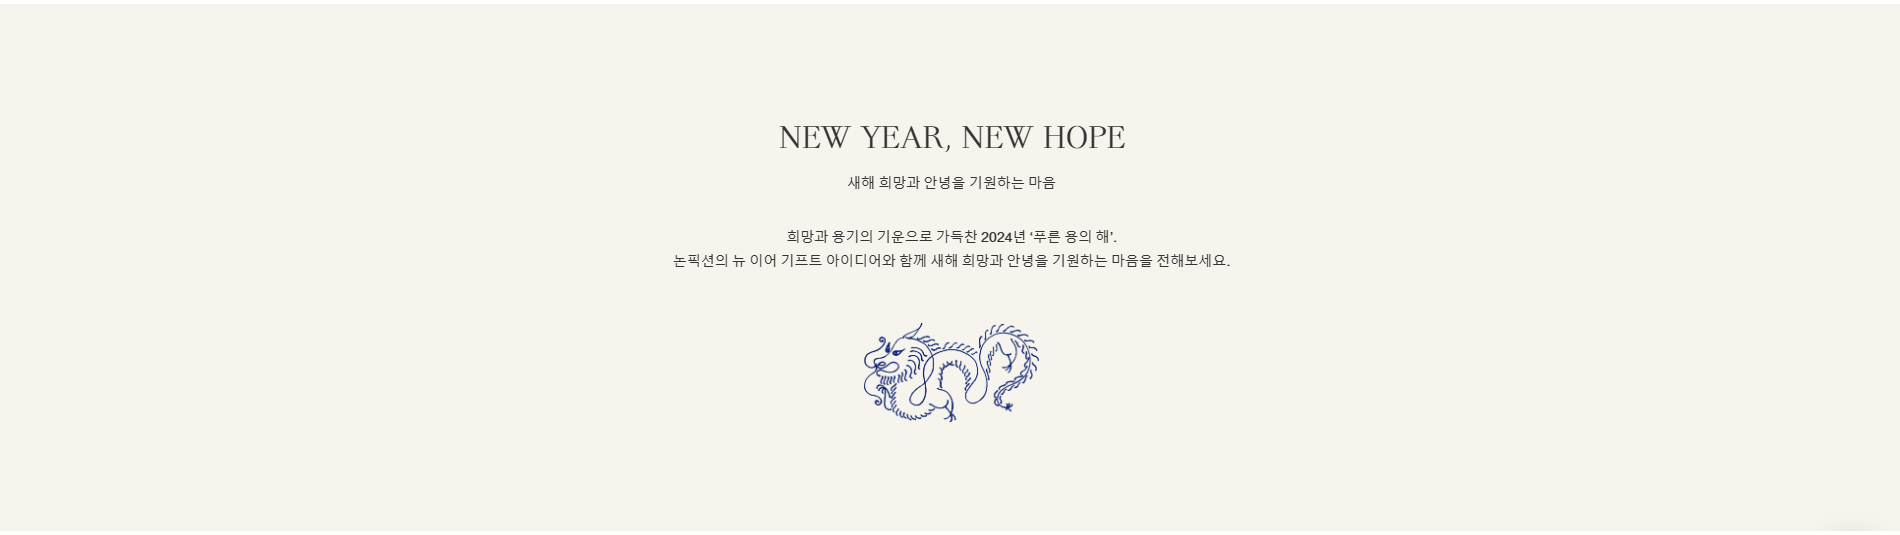 NEW YEAR, NEW HOPE
새해 희망과 안녕을 기원하는 마음
희망과 용기의 기운으로 가득찬 2024년 ‘푸른 용의 해’.
논픽션의 뉴 이어 기프트 아이디어와 함께 새해 희망과 안녕을 기원하는 마음을 전해보세요.